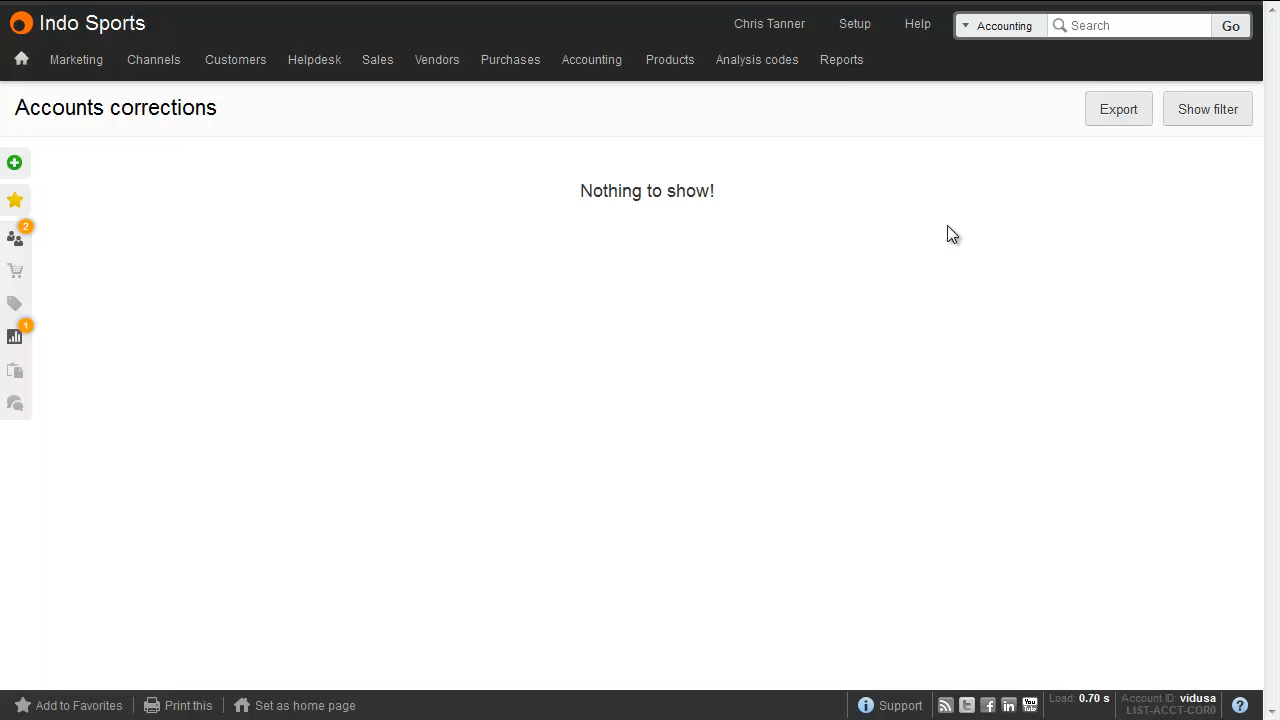 Indo Sports
Chris Tanner Setup Help Accounting Search Go
Marketing Channels Customers Helpdesk Sales Vendors Purchases Accounting Products Analysis codes Reports
Accounts corrections
Export Show filter
Nothing to show!
2
1
Add to Favorites Print this Set as home page
Support
You Tube
Load: 0.70 s
Account ID: vidusa
LIST-ACCT-COR0